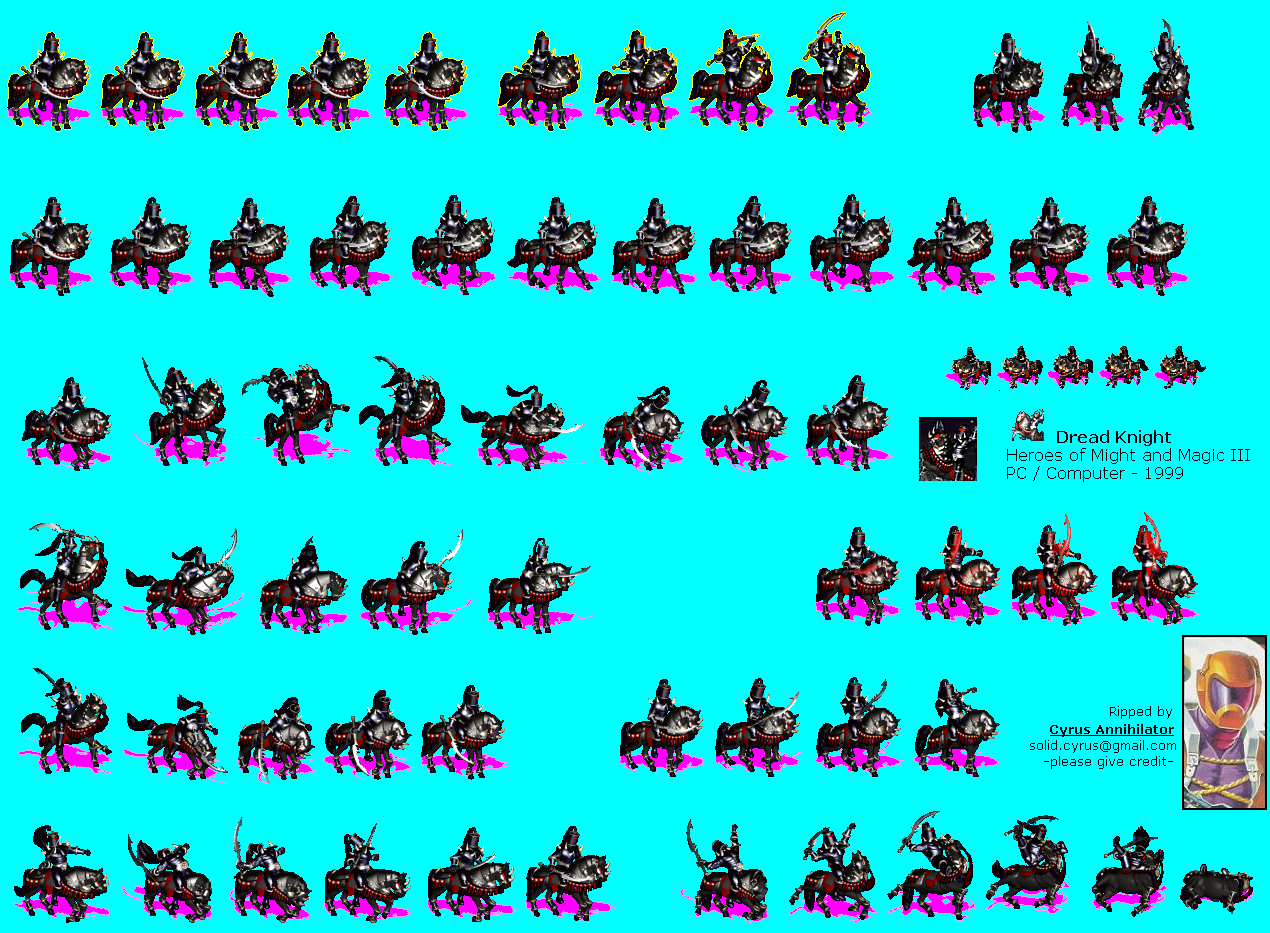 Dread Knight
Heroes of Might and Magic III
PC / Computer - 1999
Ripped by
Cyrus Annihilator
solid.cyrus@gmail.com
-please give credit-